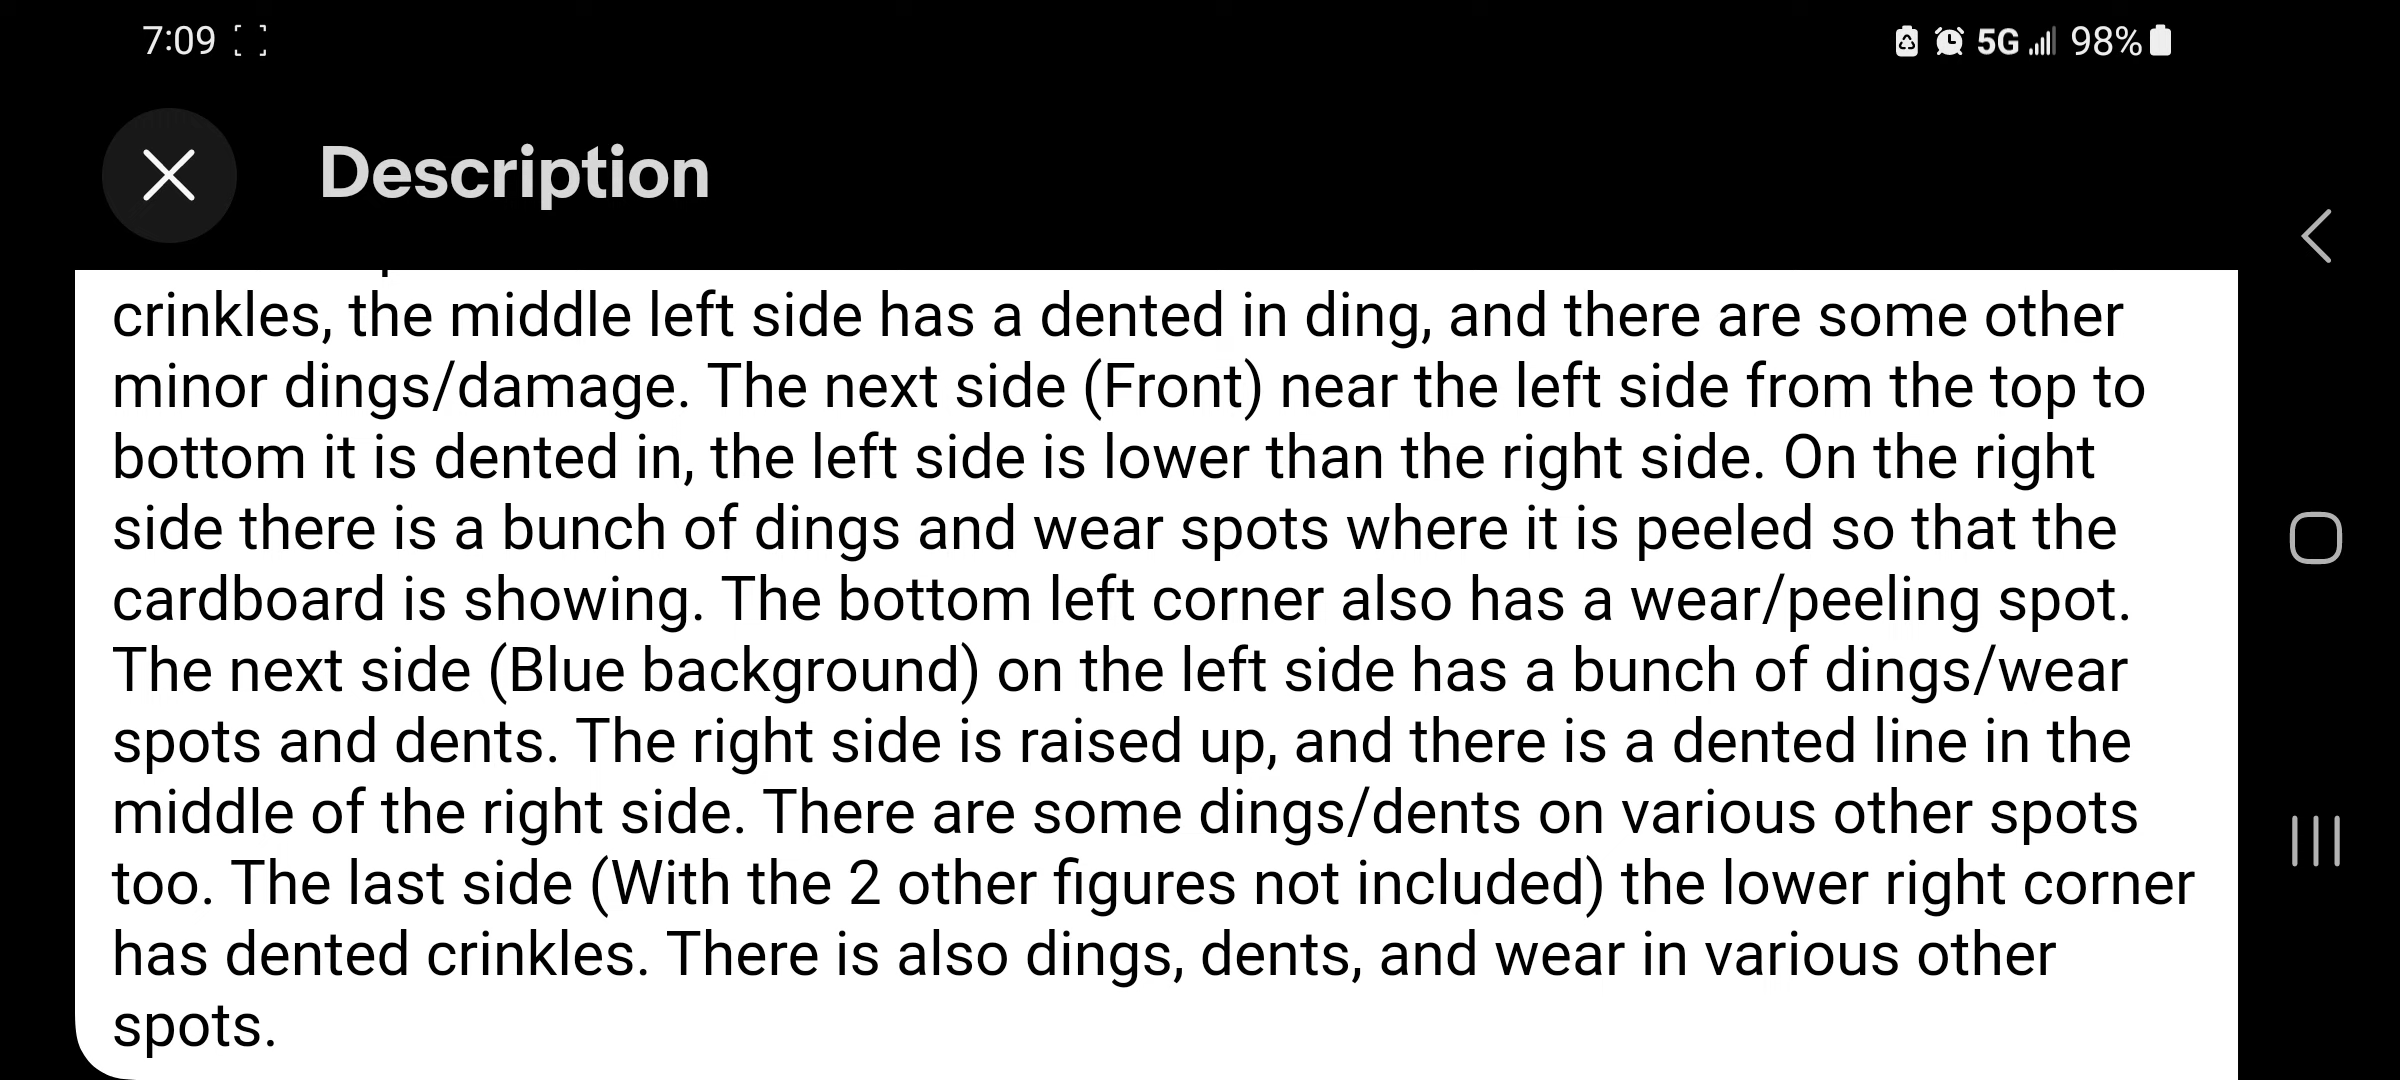 7:09
5G 98%
Description
crinkles, the middle left side has a dented in ding, and there are some other
minor dings/damage. The next side (Front) near the left side from the top to
bottom it is dented in, the left side is lower than the right side. On the right
side there is a bunch of dings and wear spots where it is peeled so that the
cardboard is showing. The bottom left corner also has a wear/peeling spot.
The next side (Blue background) on the left side has a bunch of dings/wear
spots and dents. The right side is raised up, and there is a dented line in the
middle of the right side. There are some dings/dents on various other spots
too. The last side (With the 2 other figures not included) the lower right corner
has dented crinkles. There is also dings, dents, and wear in various other
spots.